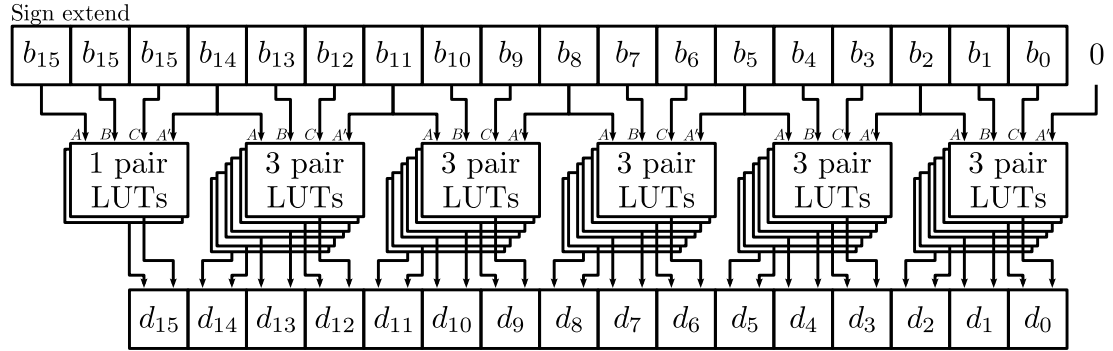 Sign extend
b₁₅ b₁₅ b₁₅ b₁₄ b₁₃ b₁₂ b₁₁ b₁₀ b₉ b₈ b₇ b₆ b₅ b₄ b₃ b₂ b₁ b₀ 0
A B C A' A B C A' A B C A' A B C A' A B C A' A B C A'
1 pair 3 pair 3 pair 3 pair 3 pair 3 pair
LUTs LUTs LUTs LUTs LUTs LUTs
d₁₅ d₁₄ d₁₃ d₁₂ d₁₁ d₁₀ d₉ d₈ d₇ d₆ d₅ d₄ d₃ d₂ d₁ d₀